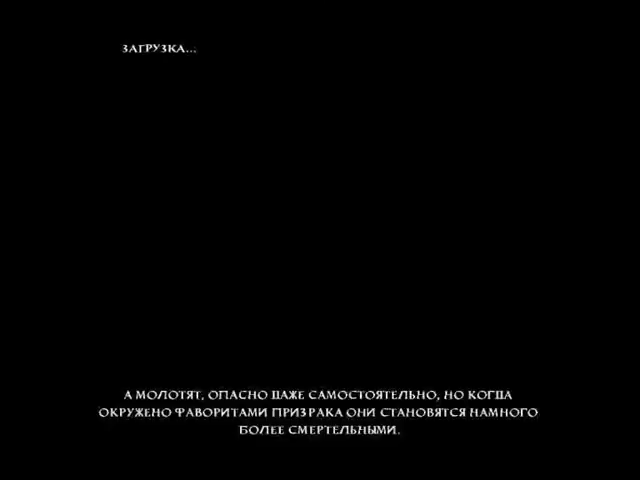 ЗАГРУЗКА...
А МОЛОТЯТ, ОПАСНО ДАЖЕ САМОСТОЯТЕЛЬНО, НО КОГДА
ОКРУЖЕНО ФАВОРИТАМИ ПРИЗРАКА ОНИ СТАНОВЯТСЯ НАМНОГО
БОЛЕЕ СМЕРТЕЛЬНЫМИ.